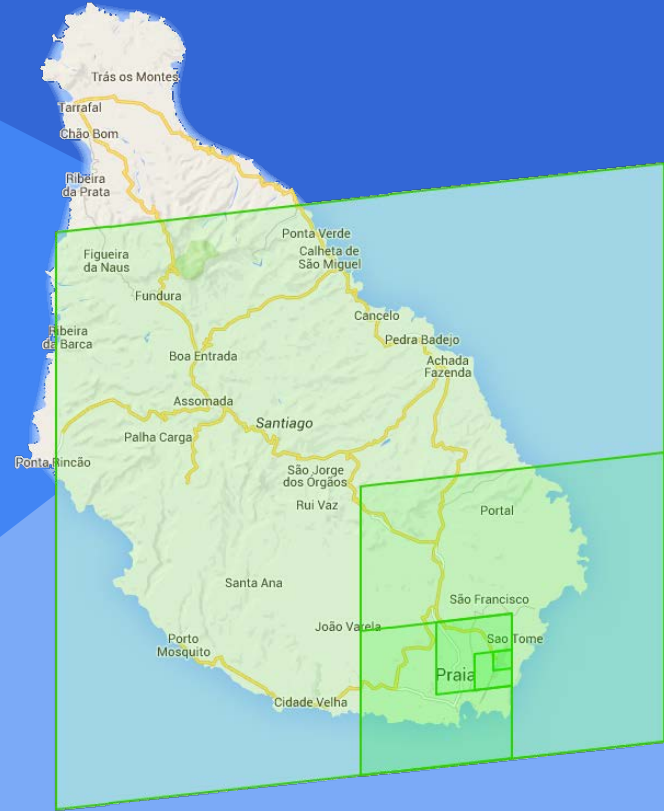 Trás os Montes
Tarrafal
Chão Bom
Ribeira
da Prata
Ponta Verde
Calheta de
São Miguel
Figueira
da Naus
Fundura
Cancelo
Ribeira
da Barca
Pedra Badejo
Boa Entrada
Achada
Fazenda
Assomada
Santiago
Palha Carga
Ponta Rincão
São Jorge
dos Órgãos
Rui Vaz
Portal
Santa Ana
São Francisco
João Varela
Sao Tome
Porto
Mosquito
Praia
Cidade Velha